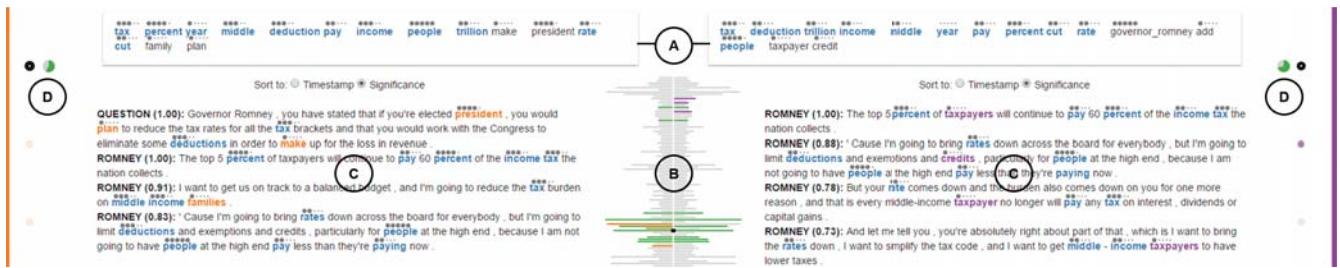 tax percent year middle deduction pay income people trillion make president rate
cut family plan
A
tax deduction trillion income middle year pay percent cut rate governor_romney add
people taxpayer credit
D
Sort to: Timestamp Significance
QUESTION (1.00): Governor Romney , you have stated that if you're elected president , you would
plan to reduce the tax rates for all the tax brackets and that you would work with the Congress to
eliminate some deductions in order to make up for the loss in revenue .
ROMNEY (1.00): The top 5 percent of taxpayers will continue to pay 60 percent of the income tax the
nation collects .
ROMNEY (0.91): I want to get us on track to a balanced budget , and I'm going to reduce the tax burden
on middle income families .
ROMNEY (0.83): ' Cause I'm going to bring rates down across the board for everybody , but I'm going to
limit deductions and exemptions and credits , particularly for people at the high end , because I am not
going to have people at the high end pay less than they're paying now .
C
B
Sort to: Timestamp Significance
ROMNEY (1.00): The top 5 percent of taxpayers will continue to pay 60 percent of the income tax the
nation collects .
ROMNEY (0.88): ' Cause I'm going to bring rates down across the board for everybody , but I'm going to
limit deductions and exemptions and credits , particularly for people at the high end , because I am
not going to have people at the high end pay less than they're paying now .
ROMNEY (0.78): But your rate comes down and the burden also comes down on you for one more
reason , and that is every middle-income taxpayer no longer will pay any tax on interest , dividends or
capital gains .
ROMNEY (0.73): And let me tell you , you're absolutely right about part of that , which is I want to bring
the rates down , I want to simplify the tax code , and I want to get middle - income taxpayers to have
lower taxes .
C
D